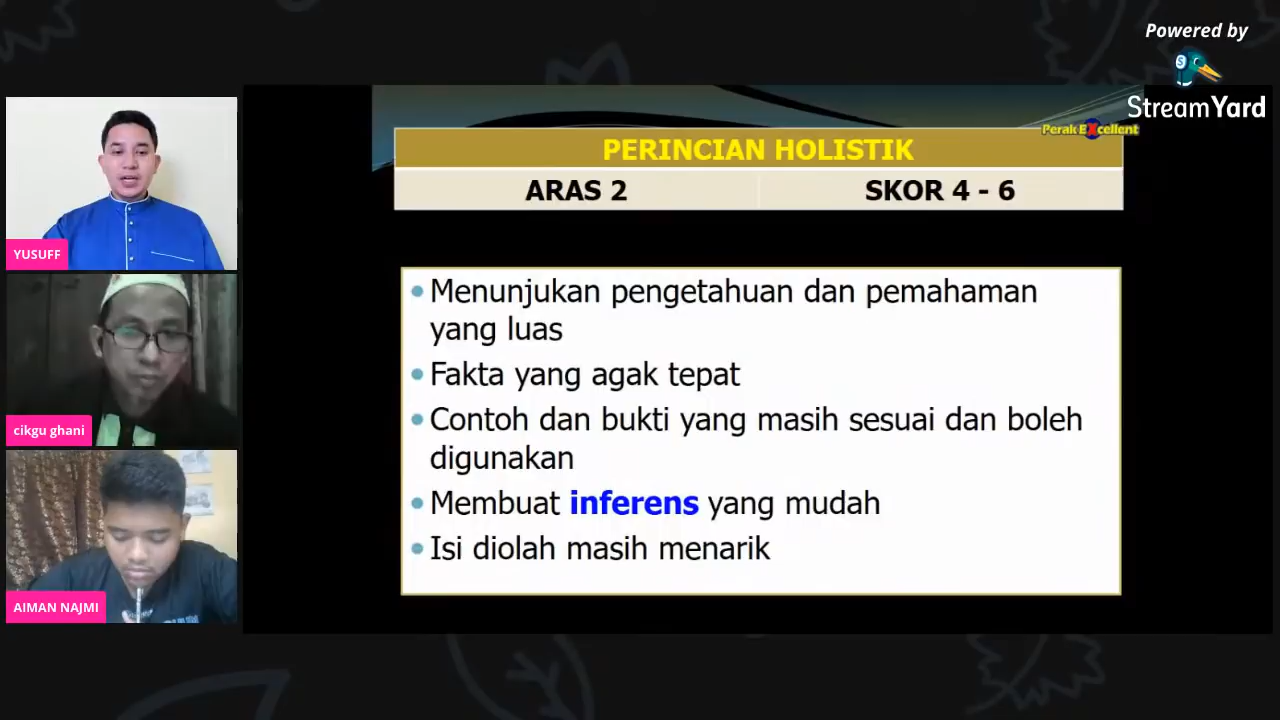 Powered by
StreamYard
Perak EXcellent
PERINCIAN HOLISTIK
ARAS 2
SKOR 4 - 6
Menunjukan pengetahuan dan pemahaman
yang luas
Fakta yang agak tepat
Contoh dan bukti yang masih sesuai dan boleh
digunakan
Membuat inferens yang mudah
Isi diolah masih menarik
YUSUFF
cikgu ghani
AIMAN NAJMI